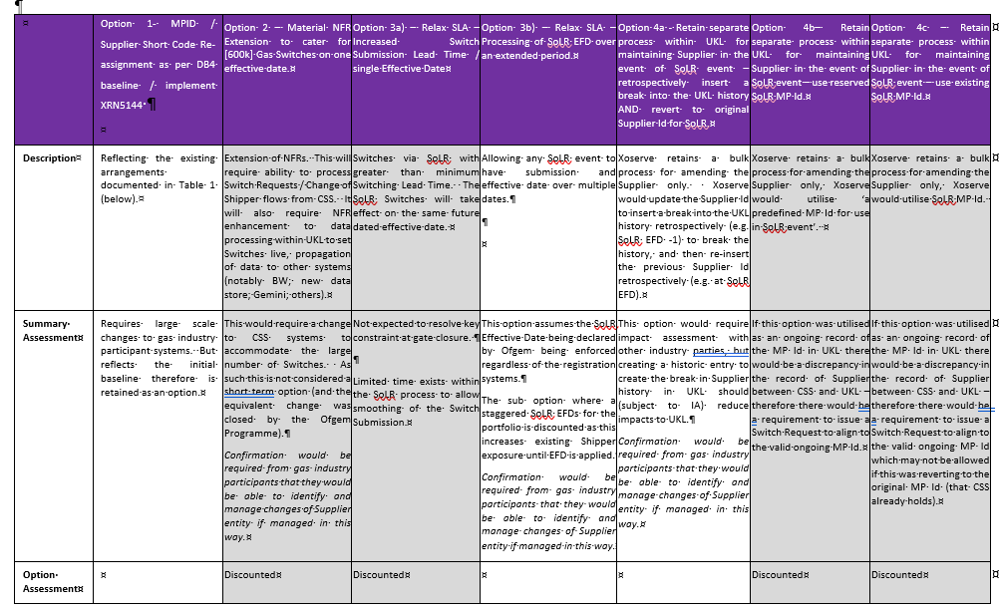 Option 1- MPID /
Supplier Short Code Re-
assignment as per DB4
baseline / implement
XRN5144
Option 2 – Material NFR
Extension to cater for
[600k] Gas Switches on one
effective date.
Option 3a) – Relax SLA –
Increased Switch
Submission Lead Time /
single Effective Date
Option 3b) – Relax SLA –
Processing of SoLR EFD over
an extended period.
Option 4a - Retain separate
process within UKL for
maintaining Supplier in the
event of SoLR event –
retrospectively insert a
break into the UKL history
AND revert to original
Supplier Id for SoLR.
Option 4b– Retain
separate process within
UKL for maintaining
Supplier in the event of
SoLR event – use reserved
SoLR MP Id.
Option 4c - Retain
separate process within
UKL for maintaining
Supplier in the event of
SoLR event – use existing
SoLR MP Id.
Description
Reflecting the existing
arrangements
documented in Table 1
(below).
Extension of NFRs. This will
require ability to process
Switch Requests / Change of
Shipper flows from CSS. It
will also require NFR
enhancement to data
processing within UKL to set
Switches live, propagation
of data to other systems
(notably BW; new data
store; Gemini; others).
Switches via SoLR with
greater than minimum
Switching Lead Time. The
SoLR Switches will take
effect on the same future
dated effective date.
Allowing any SoLR event to
have submission and
effective date over multiple
dates.
Xoserve retains a bulk
process for amending the
Supplier only. Xoserve
would update the Supplier Id
to insert a break into the UKL
history retrospectively (e.g.
SoLR EFD -1) to break the
history, and then re-insert
the previous Supplier Id
retrospectively (e.g. at SoLR
EFD).
Xoserve retains a bulk
process for amending the
Supplier only, Xoserve
would utilise ‘a
predefined MP Id for use
in SoLR event’.
Xoserve retains a bulk
process for amending the
Supplier only, Xoserve
would utilise SoLR MP Id.
Summary
Assessment
Requires large scale
changes to gas industry
participant systems. But
reflects the initial
baseline therefore is
retained as an option.
This would require a change
to CSS systems to
accommodate the large
number of Switches. As
such this is not considered a
short term option (and the
equivalent change was
closed by the Ofgem
Programme).
Confirmation would be
required from gas industry
participants that they would
be able to identify and
manage changes of Supplier
entity if managed in this
way.
Not expected to resolve key
constraint at gate closure.
Limited time exists within
the SoLR process to allow
smoothing of the Switch
Submission.
This option assumes the SoLR
Effective Date being declared
by Ofgem being enforced
regardless of the registration
systems.
The sub option where a
staggered SoLR EFDs for the
portfolio is discounted as this
increases existing Shipper
exposure until EFD is applied.
Confirmation would be
required from gas industry
participants that they would
be able to identify and
manage changes of Supplier
entity if managed in this way.
This option would require
impact assessment with
other industry parties, but
creating a historic entry to
create the break in Supplier
history in UKL should
(subject to IA) reduce
impacts to UKL.
Confirmation would be
required from gas industry
participants that they would
be able to identify and
manage changes of Supplier
entity if managed in this
way.
If this option was utilised
as an ongoing record of
the MP Id in UKL there
would be a discrepancy in
the record of Supplier
between CSS and UKL –
therefore there would be
a requirement to issue a
Switch Request to align to
the valid ongoing MP Id.
If this option was utilised
as an ongoing record of
the MP Id in UKL there
would be a discrepancy in
the record of Supplier
between CSS and UKL –
therefore there would be
a requirement to issue a
Switch Request to align to
the valid ongoing MP Id
which may not be allowed
if this was reverting to the
original MP Id (that CSS
already holds).
Option
Assessment
Discounted
Discounted
Discounted
Discounted